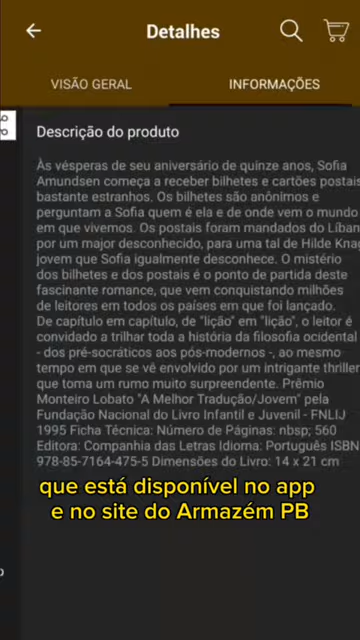 Detalhes
VISÃO GERAL
INFORMAÇÕES
Descrição do produto
Às vésperas de seu aniversário de quinze anos, Sofia
Amundsen começa a receber bilhetes e cartões postais
bastante estranhos. Os bilhetes são anônimos e
perguntam a Sofia quem é ela e de onde vem o mundo
em que vivemos. Os postais foram mandados do Líban
por um major desconhecido, para uma tal de Hilde Knag
jovem que Sofia igualmente desconhece. O mistério
dos bilhetes e dos postais é o ponto de partida deste
fascinante romance, que vem conquistando milhões
de leitores em todos os países em que foi lançado.
De capítulo em capítulo, de "lição" em "lição", o leitor é
convidado a trilhar toda a história da filosofia ocidental
- dos pré-socráticos aos pós-modernos -, ao mesmo
tempo em que se vê envolvido por um intrigante thriller
que toma um rumo muito surpreendente. Prêmio
Monteiro Lobato "A Melhor Tradução/Jovem" pela
Fundação Nacional do Livro Infantil e Juvenil - FNLIJ
1995 Ficha Técnica: Número de Páginas: nbsp; 560
Editora: Companhia das Letras Idioma: Português ISBN
978-85-7164-475-5 Dimensões do Livro: 14 x 21 cm
que está disponível no app
e no site do Armazém PB